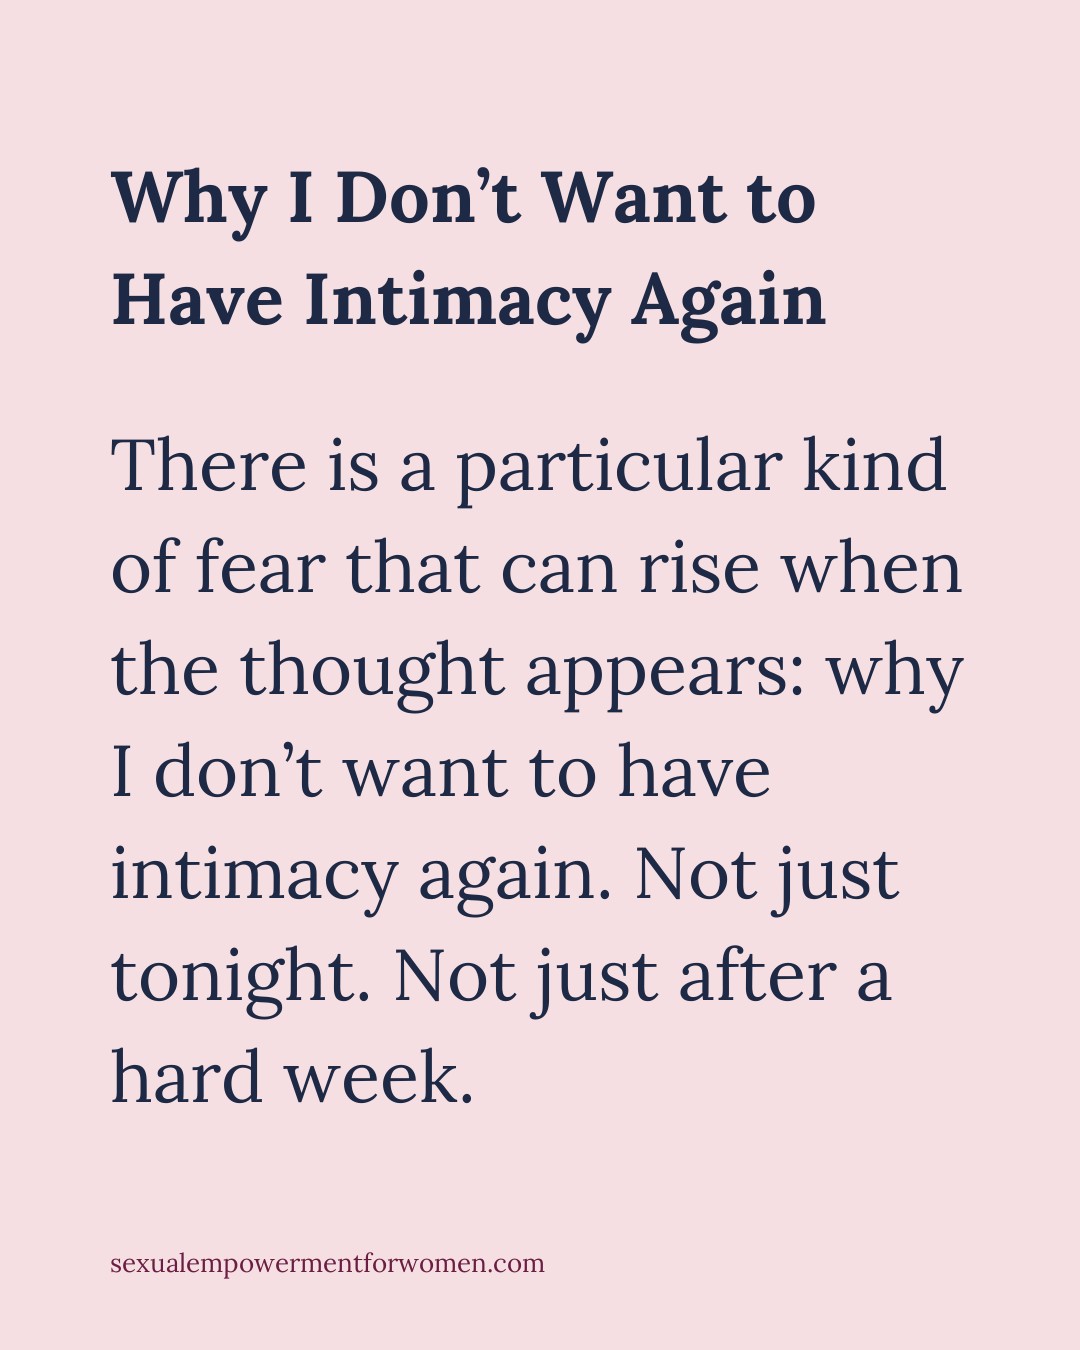 Why I Don’t Want to
Have Intimacy Again
There is a particular kind
of fear that can rise when
the thought appears: why
I don’t want to have
intimacy again. Not just
tonight. Not just after a
hard week.
sexualempowermentforwomen.com